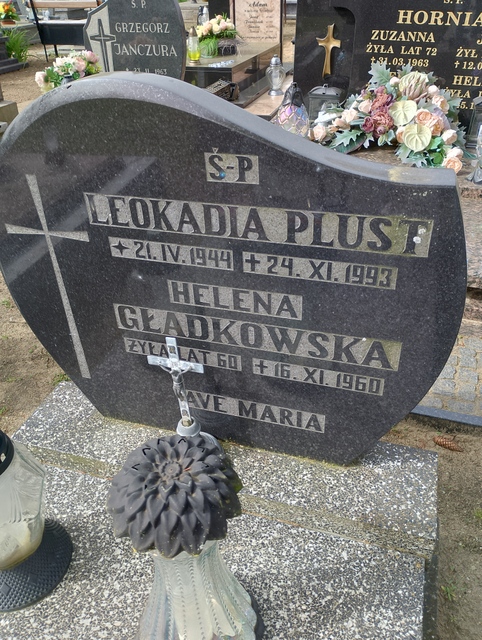 Ś-P
GRZEGORZ
JAŃCZURA
HORNIA
ZUZANNA
ŻYŁA LAT 72
+31.03.1963
Ś-P
LEOKADIA PLUST
✦21. IV. 1944 +24. XI. 1993
HELENA
GŁADKOWSKA
ŻYŁA LAT 60 +16. XI. 1960
AVE MARIA